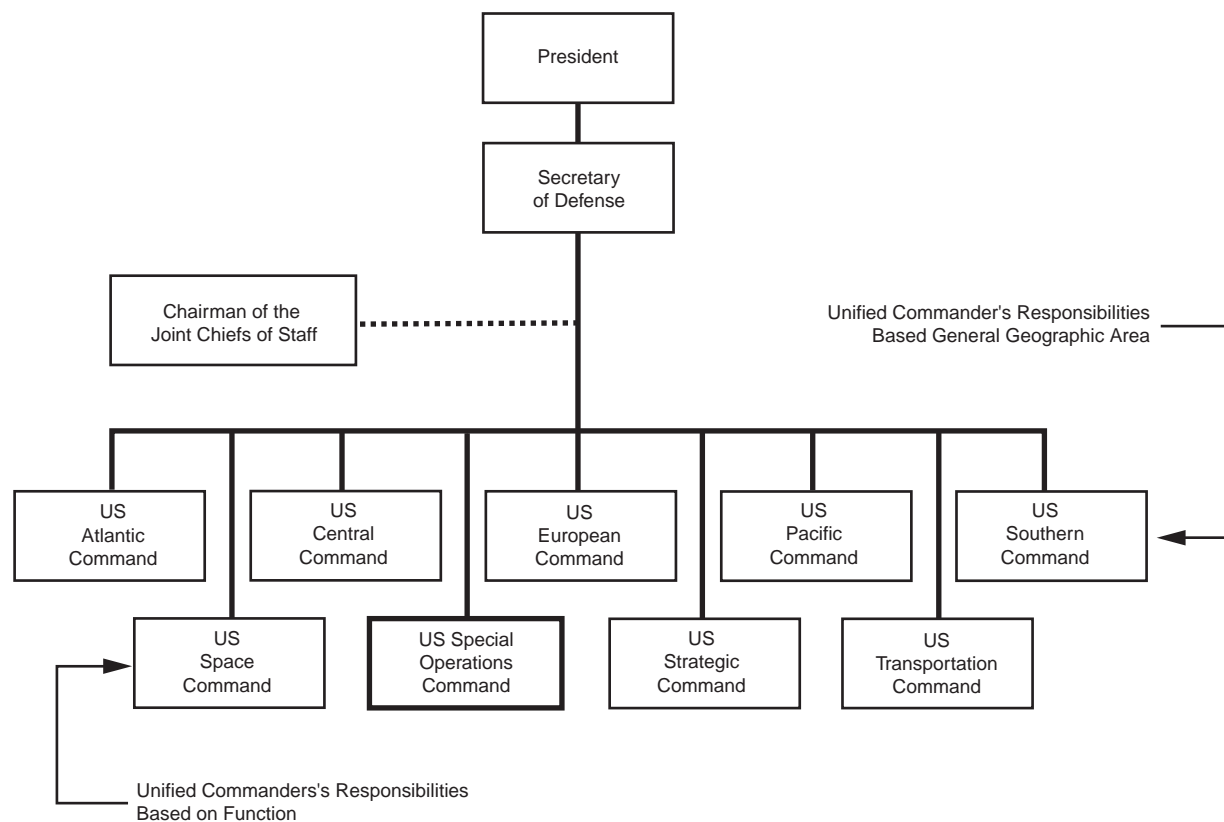 President
Secretary
of Defense
Chairman of the
Joint Chiefs of Staff
Unified Commander's Responsibilities
Based General Geographic Area
US
Atlantic
Command
US
Central
Command
US
European
Command
US
Pacific
Command
US
Southern
Command
US
Space
Command
US Special
Operations
Command
US
Strategic
Command
US
Transportation
Command
Unified Commanders's Responsibilities
Based on Function